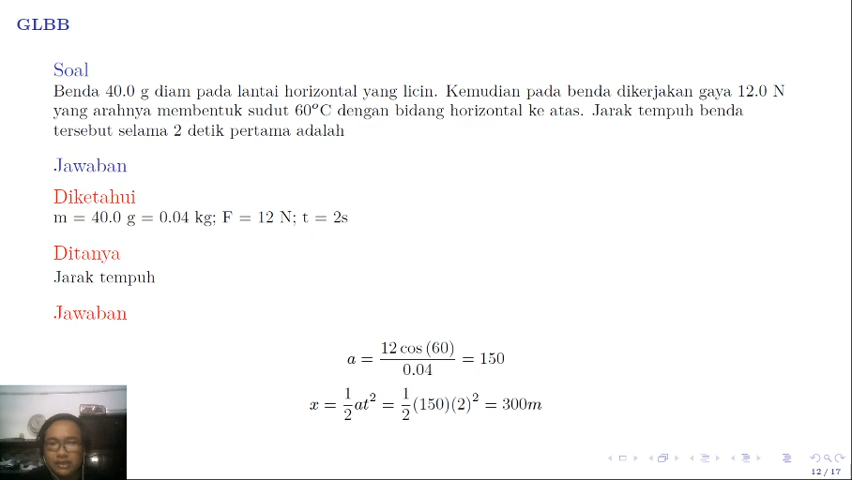 GLBB
Soal
Benda 40.0 g diam pada lantai horizontal yang licin. Kemudian pada benda dikerjakan gaya 12.0 N
yang arahnya membentuk sudut 60°C dengan bidang horizontal ke atas. Jarak tempuh benda
tersebut selama 2 detik pertama adalah
Jawaban
Diketahui
m = 40.0 g = 0.04 kg; F = 12 N; t = 2s
Ditanya
Jarak tempuh
Jawaban
a = 12 cos (60) / 0.04 = 150
x = 1/2 at² = 1/2 (150)(2)² = 300m
12 / 17